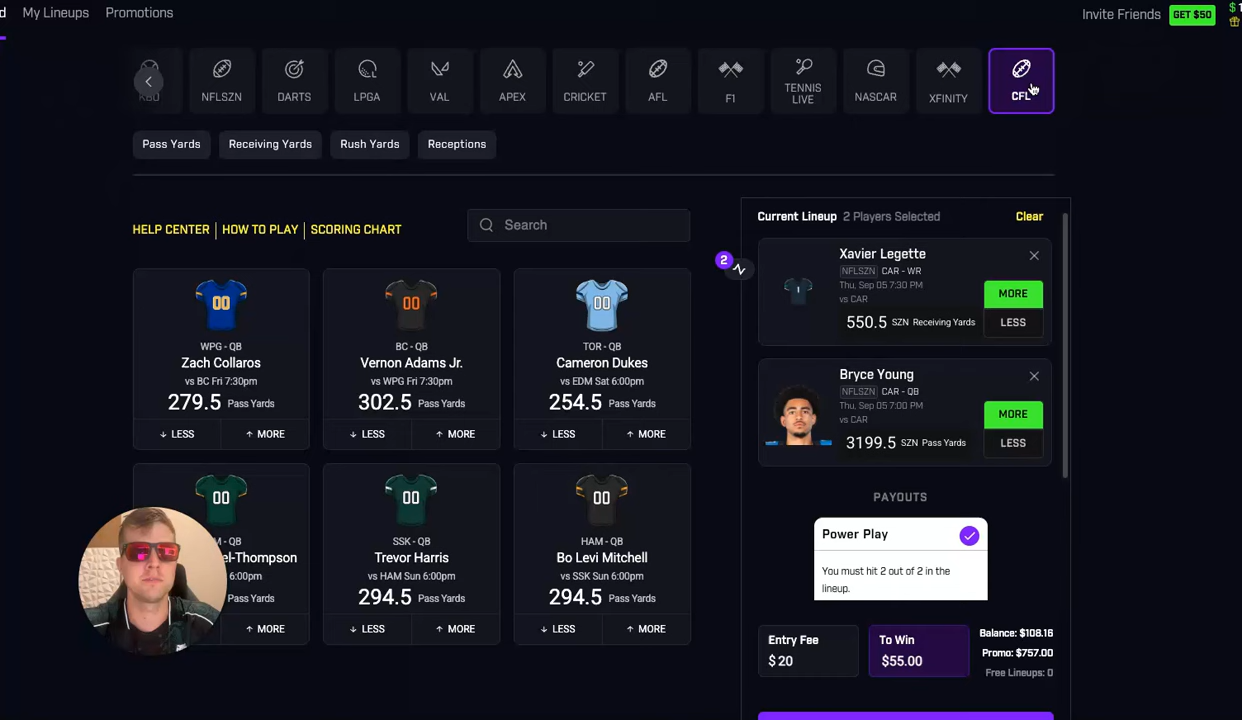 My Lineups
Promotions
Invite Friends
GET $50
NFLSZN
DARTS
LPGA
VAL
APEX
CRICKET
AFL
F1
TENNIS
LIVE
NASCAR
XFINITY
CFL
Pass Yards
Receiving Yards
Rush Yards
Receptions
HELP CENTER
HOW TO PLAY
SCORING CHART
Search
00
WPG - QB
Zach Collaros
vs BC Fri 7:30pm
279.5 Pass Yards
↓ LESS
↑ MORE
00
BC - QB
Vernon Adams Jr.
vs WPG Fri 7:30pm
302.5 Pass Yards
↓ LESS
↑ MORE
00
TOR - QB
Cameron Dukes
vs EDM Sat 6:00pm
254.5 Pass Yards
↓ LESS
↑ MORE
00
- QB
el-Thompson
6:00pm
Pass Yards
↑ MORE
00
SSK - QB
Trevor Harris
vs HAM Sun 6:00pm
294.5 Pass Yards
↓ LESS
↑ MORE
00
HAM - QB
Bo Levi Mitchell
vs SSK Sun 6:00pm
294.5 Pass Yards
↓ LESS
↑ MORE
Current Lineup 2 Players Selected
Clear
2
Xavier Legette
NFLSZN CAR - WR
Thu, Sep 05 7:30 PM
vs CAR
550.5 SZN Receiving Yards
MORE
LESS
Bryce Young
NFLSZN CAR - QB
Thu, Sep 05 7:00 PM
vs CAR
3199.5 SZN Pass Yards
MORE
LESS
PAYOUTS
Power Play
You must hit 2 out of 2 in the
lineup.
Entry Fee
$ 20
To Win
$55.00
Balance: $108.16
Promo: $757.00
Free Lineups: 0